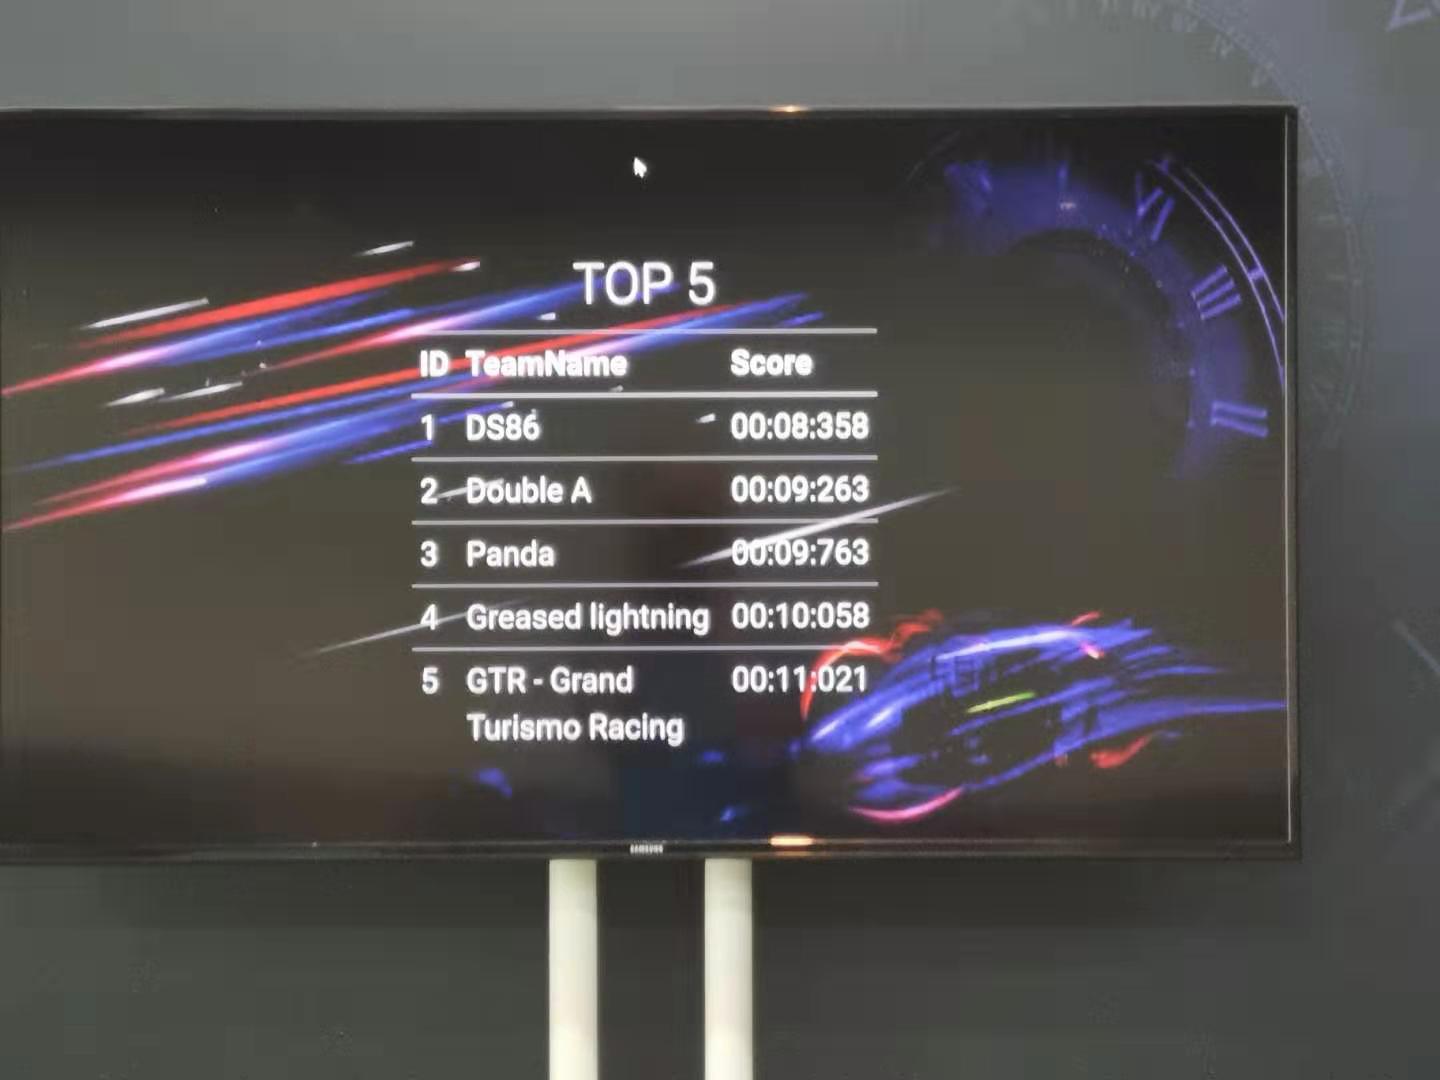 TOP 5
ID TeamName Score
1 DS86 00:08:358
2 Double A 00:09:263
3 Panda 00:09:763
4 Greased lightning 00:10:058
5 GTR - Grand 00:11:021
Turismo Racing
SAMSUNG